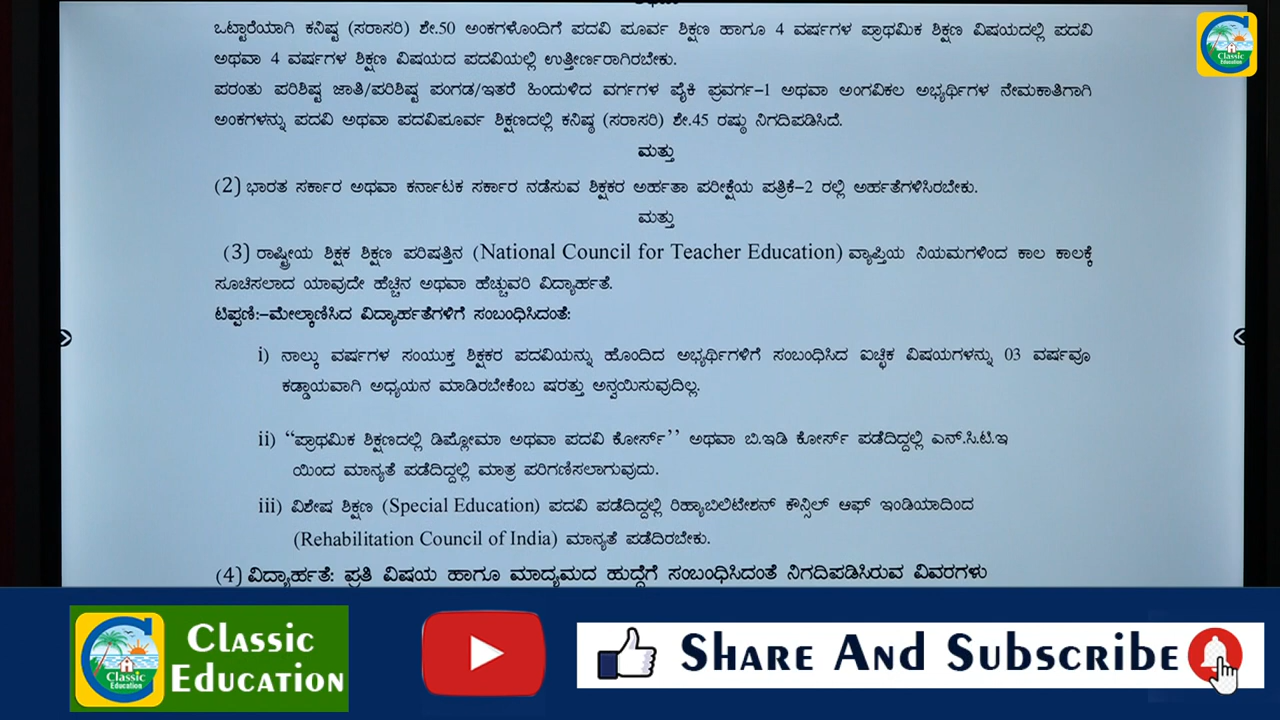 ಒಟ್ಟಾರೆಯಾಗಿ ಕನಿಷ್ಟ (ಸರಾಸರಿ) ಶೇ.50 ಅಂಕಗಳೊಂದಿಗೆ ಪದವಿ ಪೂರ್ವ ಶಿಕ್ಷಣ ಹಾಗೂ 4 ವರ್ಷಗಳ ಪ್ರಾಥಮಿಕ ಶಿಕ್ಷಣ ವಿಷಯದಲ್ಲಿ ಪದವಿ
ಅಥವಾ 4 ವರ್ಷಗಳ ಶಿಕ್ಷಣ ವಿಷಯದ ಪದವಿಯಲ್ಲಿ ಉತ್ತೀರ್ಣರಾಗಿರಬೇಕು.
ಪರಂತು ಪರಿಶಿಷ್ಟ ಜಾತಿ/ಪರಿಶಿಷ್ಟ ಪಂಗಡ/ಇತರೆ ಹಿಂದುಳಿದ ವರ್ಗಗಳ ಪೈಕಿ ಪ್ರವರ್ಗ-1 ಅಥವಾ ಅಂಗವಿಕಲ ಅಭ್ಯರ್ಥಿಗಳ ನೇಮಕಾತಿಗಾಗಿ
ಅಂಕಗಳನ್ನು ಪದವಿ ಅಥವಾ ಪದವಿಪೂರ್ವ ಶಿಕ್ಷಣದಲ್ಲಿ ಕನಿಷ್ಠ (ಸರಾಸರಿ) ಶೇ.45 ರಷ್ಟು ನಿಗದಿಪಡಿಸಿದೆ.
ಮತ್ತು
(2) ಭಾರತ ಸರ್ಕಾರ ಅಥವಾ ಕರ್ನಾಟಕ ಸರ್ಕಾರ ನಡೆಸುವ ಶಿಕ್ಷಕರ ಅರ್ಹತಾ ಪರೀಕ್ಷೆಯ ಪತ್ರಿಕೆ-2 ರಲ್ಲಿ ಅರ್ಹತೆಗಳಿಸಿರಬೇಕು.
ಮತ್ತು
(3) ರಾಷ್ಟ್ರೀಯ ಶಿಕ್ಷಕ ಶಿಕ್ಷಣ ಪರಿಷತ್ತಿನ (National Council for Teacher Education) ವ್ಯಾಪ್ತಿಯ ನಿಯಮಗಳಿಂದ ಕಾಲ ಕಾಲಕ್ಕೆ
ಸೂಚಿಸಲಾದ ಯಾವುದೇ ಹೆಚ್ಚಿನ ಅಥವಾ ಹೆಚ್ಚುವರಿ ವಿದ್ಯಾರ್ಹತೆ.
ಟಿಪ್ಪಣಿ:-ಮೇಲ್ಕಾಣಿಸಿದ ವಿದ್ಯಾರ್ಹತೆಗಳಿಗೆ ಸಂಬಂಧಿಸಿದಂತೆ:
i) ನಾಲ್ಕು ವರ್ಷಗಳ ಸಂಯುಕ್ತ ಶಿಕ್ಷಕರ ಪದವಿಯನ್ನು ಹೊಂದಿದ ಅಭ್ಯರ್ಥಿಗಳಿಗೆ ಸಂಬಂಧಿಸಿದ ಐಚ್ಛಿಕ ವಿಷಯಗಳನ್ನು 03 ವರ್ಷವೂ
ಕಡ್ಡಾಯವಾಗಿ ಅಧ್ಯಯನ ಮಾಡಿರಬೇಕೆಂಬ ಷರತ್ತು ಅನ್ವಯಿಸುವುದಿಲ್ಲ.
ii) “ಪ್ರಾಥಮಿಕ ಶಿಕ್ಷಣದಲ್ಲಿ ಡಿಪ್ಲೋಮಾ ಅಥವಾ ಪದವಿ ಕೋರ್ಸ್’’ ಅಥವಾ ಬಿ.ಇಡಿ ಕೋರ್ಸ್ ಪಡೆದಿದ್ದಲ್ಲಿ ಎನ್.ಸಿ.ಟಿ.ಇ
ಯಿಂದ ಮಾನ್ಯತೆ ಪಡೆದಿದ್ದಲ್ಲಿ ಮಾತ್ರ ಪರಿಗಣಿಸಲಾಗುವುದು.
iii) ವಿಶೇಷ ಶಿಕ್ಷಣ (Special Education) ಪದವಿ ಪಡೆದಿದ್ದಲ್ಲಿ ರಿಹ್ಯಾಬಿಲಿಟೇಶನ್ ಕೌನ್ಸಿಲ್ ಆಫ್ ಇಂಡಿಯಾದಿಂದ
(Rehabilitation Council of India) ಮಾನ್ಯತೆ ಪಡೆದಿರಬೇಕು.
(4) ವಿದ್ಯಾರ್ಹತೆ: ಪ್ರತಿ ವಿಷಯ ಹಾಗೂ ಮಾಧ್ಯಮದ ಹುದ್ದೆಗೆ ಸಂಬಂಧಿಸಿದಂತೆ ನಿಗದಿಪಡಿಸಿರುವ ವಿವರಗಳು
Classic
Education
Classic
Education
Classic
Education
Share And Subscribe